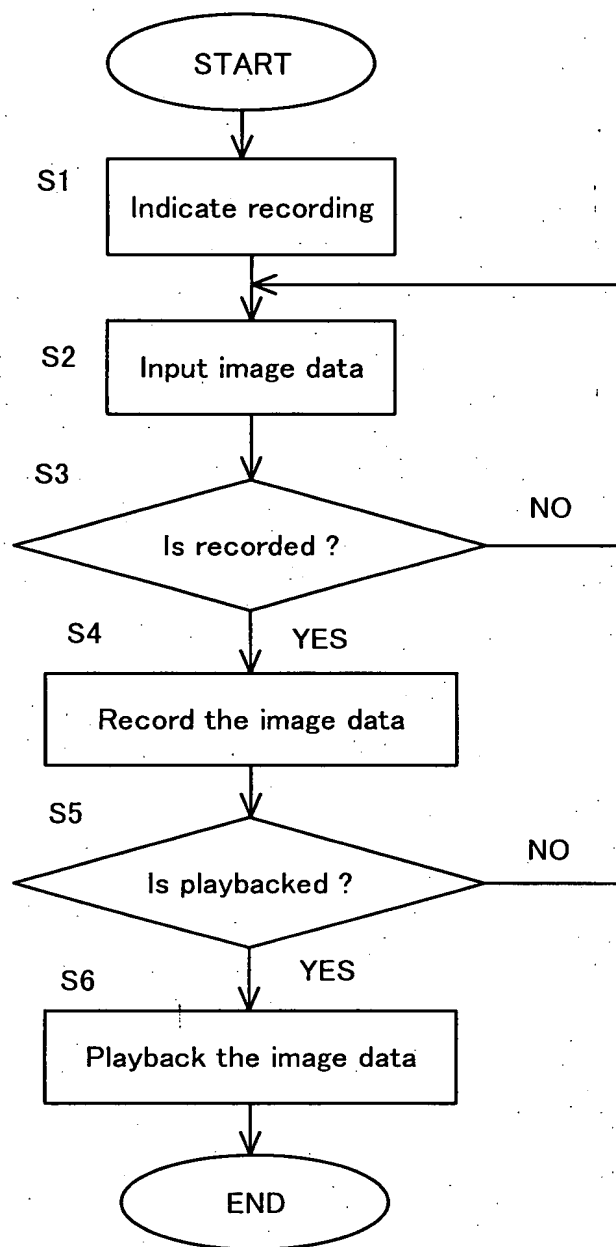 START
S1
Indicate recording
S2
Input image data
S3
Is recorded ?
NO
S4
YES
Record the image data
S5
Is playbacked ?
NO
S6
YES
Playback the image data
END